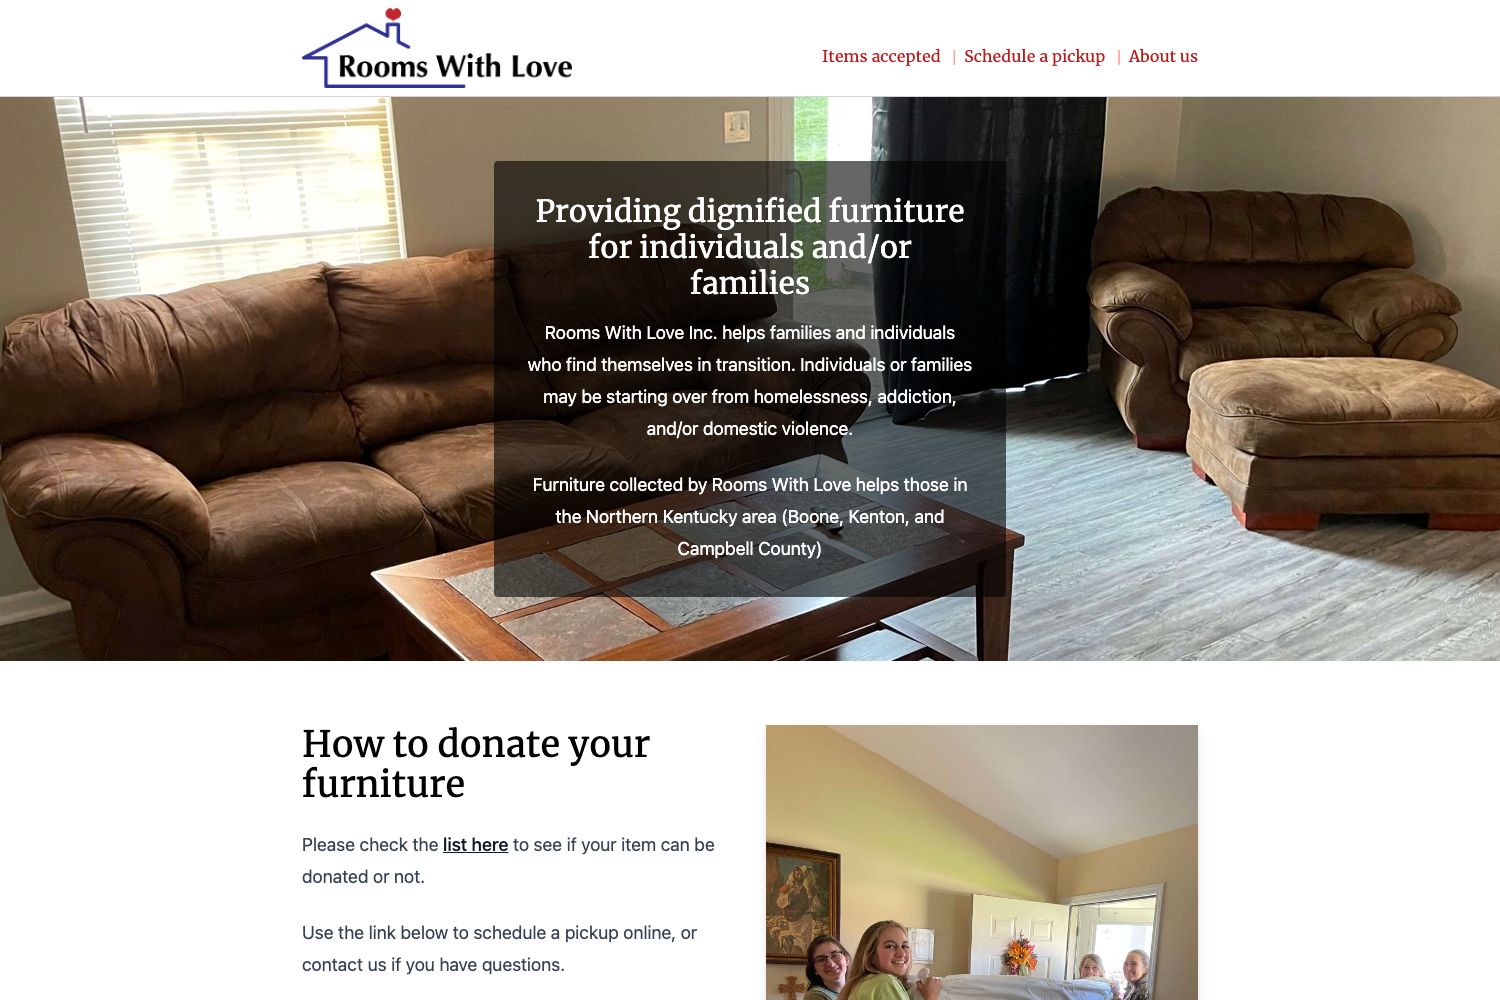 Rooms With Love
Items accepted | Schedule a pickup | About us
Providing dignified furniture
for individuals and/or
families
Rooms With Love Inc. helps families and individuals
who find themselves in transition. Individuals or families
may be starting over from homelessness, addiction,
and/or domestic violence.
Furniture collected by Rooms With Love helps those in
the Northern Kentucky area (Boone, Kenton, and
Campbell County)
How to donate your
furniture
Please check the list here to see if your item can be
donated or not.
Use the link below to schedule a pickup online, or
contact us if you have questions.